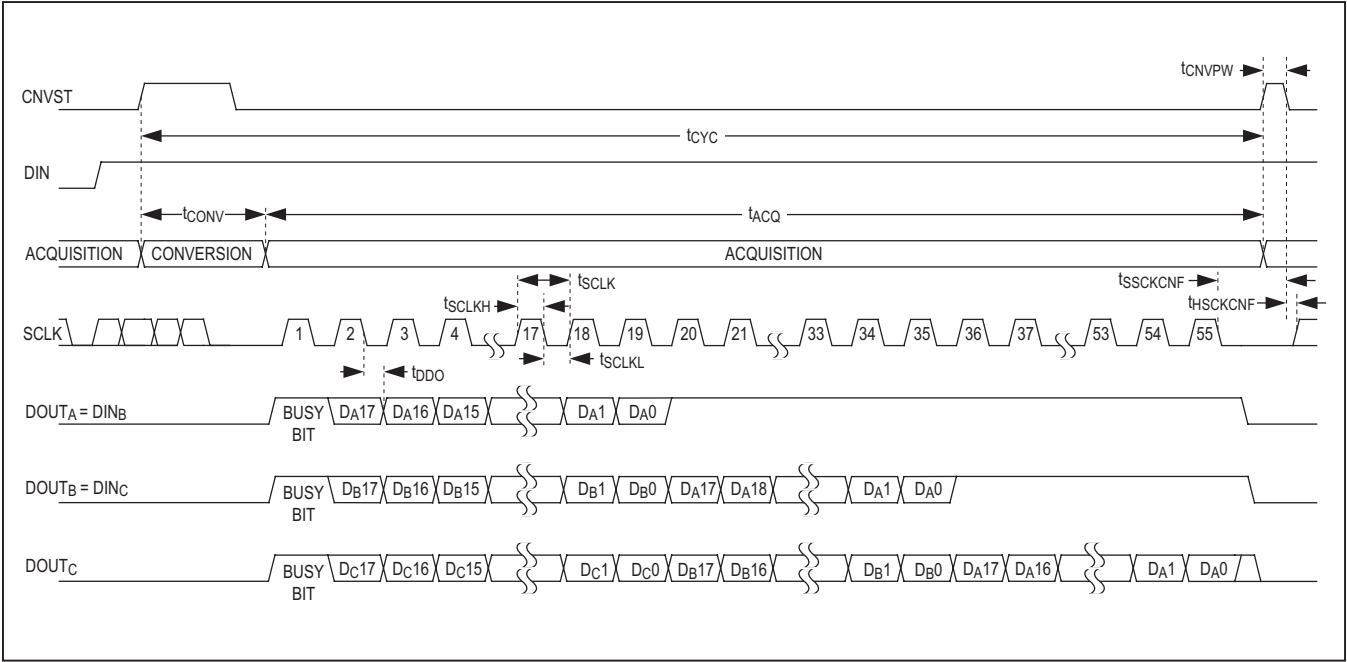 tCNVPW
CNVST
tCYC
DIN
tCONV
tACQ
ACQUISITION
CONVERSION
ACQUISITION
tSCLK
tSSCKCNF
tSCLKH
tHSCKCNF
SCLK
1 2 3 4 17 18 19 20 21 33 34 35 36 37 53 54 55
tSCLKL
tDDO
DOUTA = DINB
BUSY BIT
DA17 DA16 DA15 DA1 DA0
DOUTB = DINC
BUSY BIT
DB17 DB16 DB15 DB1 DB0 DA17 DA18 DA1 DA0
DOUTC
BUSY BIT
DC17 DC16 DC15 DC1 DC0 DB17 DB16 DB1 DB0 DA17 DA16 DA1 DA0